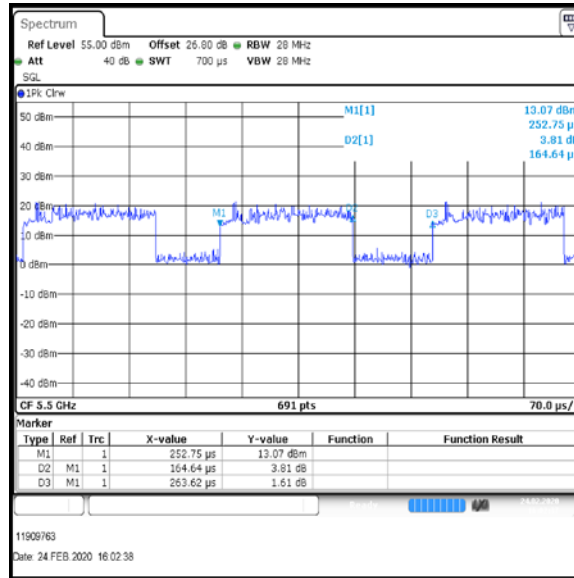 Spectrum
Ref Level 55.00 dBm Offset 26.80 dB RBW 28 MHz
Att 40 dB SWT 700 µs VBW 28 MHz
SGL
1Pk Clrw
M1[1] 13.07 dBm
252.75 µ
D2[1] 3.81 d
164.64 µ
50 dBm
40 dBm
30 dBm
20 dBm
M1 D2 D3
10 dBm
0 dBm
-10 dBm
-20 dBm
-30 dBm
-40 dBm
CF 5.5 GHz 691 pts 70.0 µs/
Marker
Type Ref Trc X-value Y-value Function Function Result
M1 1 252.75 µs 13.07 dBm
D2 M1 1 164.64 µs 3.81 dB
D3 M1 1 263.62 µs 1.61 dB
11909763
Date: 24.FEB.2020 16:02:38